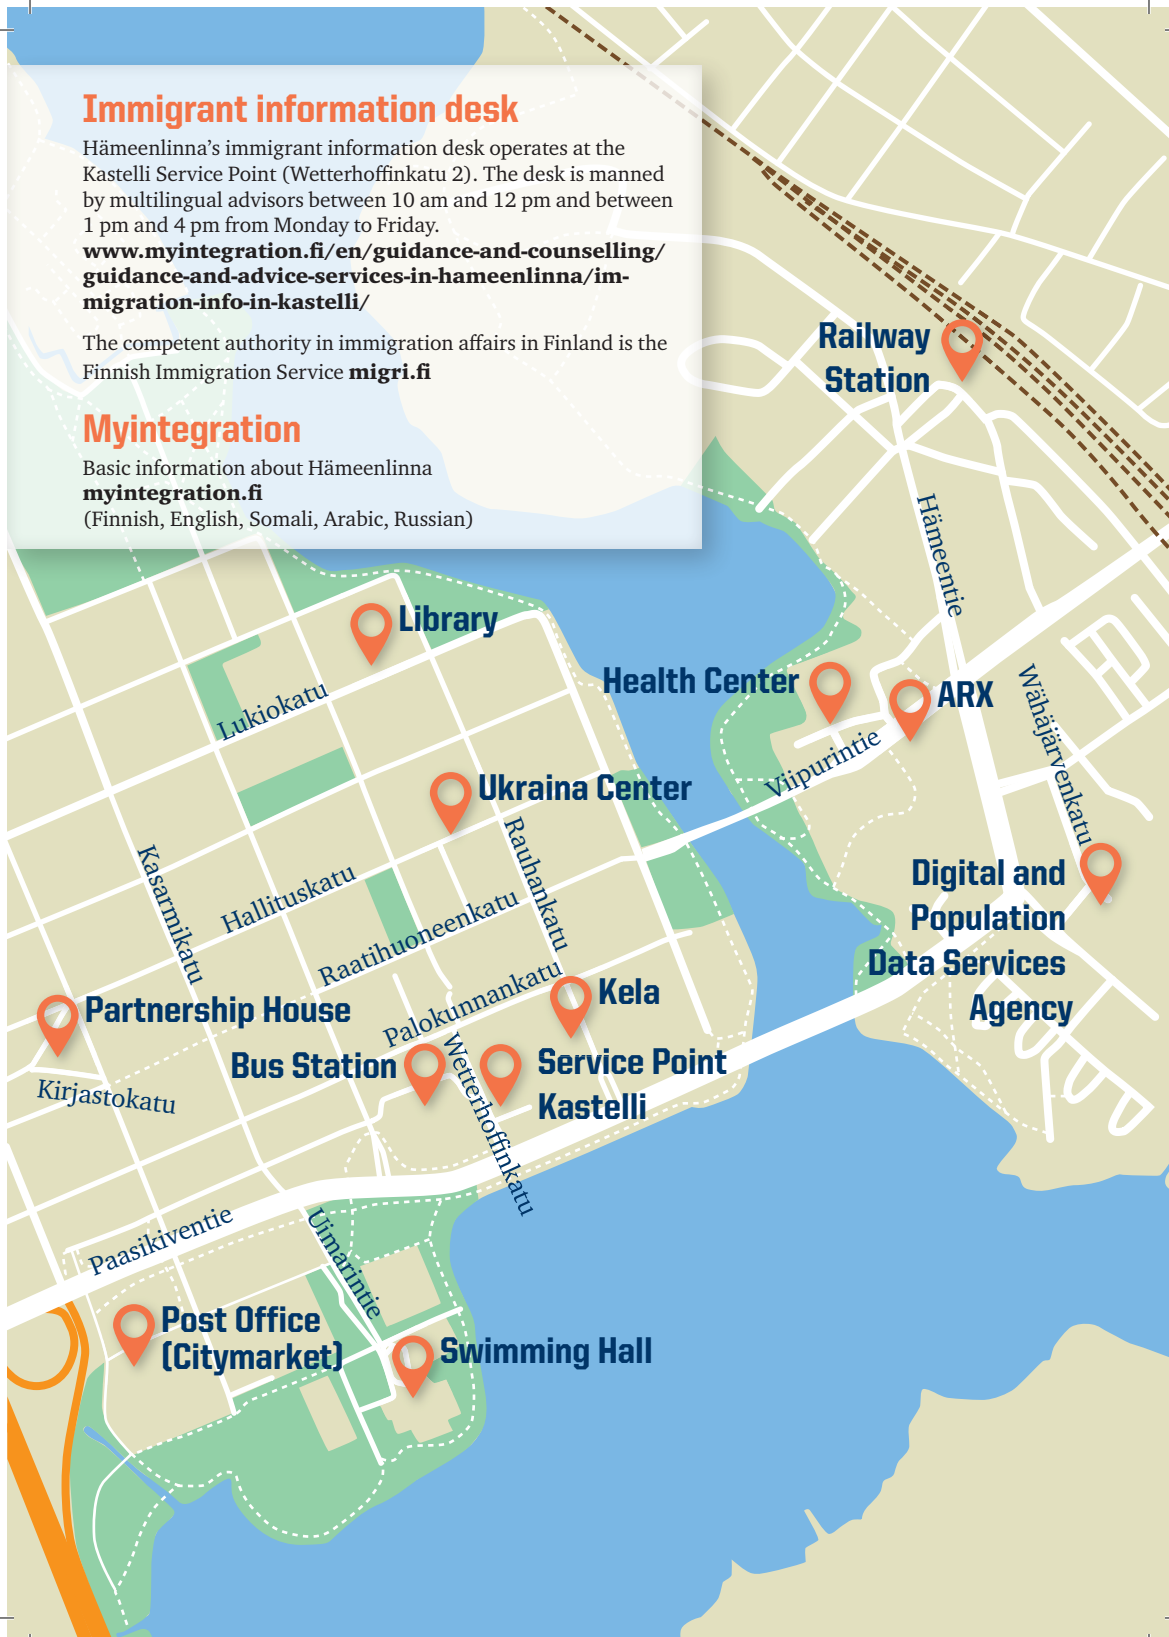 Immigrant information desk
Hämeenlinna’s immigrant information desk operates at the
Kastelli Service Point (Wetterhoffinkatu 2). The desk is manned
by multilingual advisors between 10 am and 12 pm and between
1 pm and 4 pm from Monday to Friday.
www.myintegration.fi/en/guidance-and-counselling/
guidance-and-advice-services-in-hameenlinna/im-
migration-info-in-kastelli/
The competent authority in immigration affairs in Finland is the
Finnish Immigration Service migri.fi
Myintegration
Basic information about Hämeenlinna
myintegration.fi
(Finnish, English, Somali, Arabic, Russian)
Railway
Station
Hämeentie
Library
Health Center
ARX
Wähäjärvenkatu
Lukiokatu
Viipurintie
Ukraina Center
Rauhankatu
Kasarmikatu
Hallituskatu
Raatihuoneenkatu
Digital and
Population
Data Services
Agency
Palokunnankatu
Kela
Partnership House
Bus Station
Wetterhoffinkatu
Service Point
Kastelli
Kirjastokatu
Paasikiventie
Uimarintie
Post Office
(Citymarket)
Swimming Hall